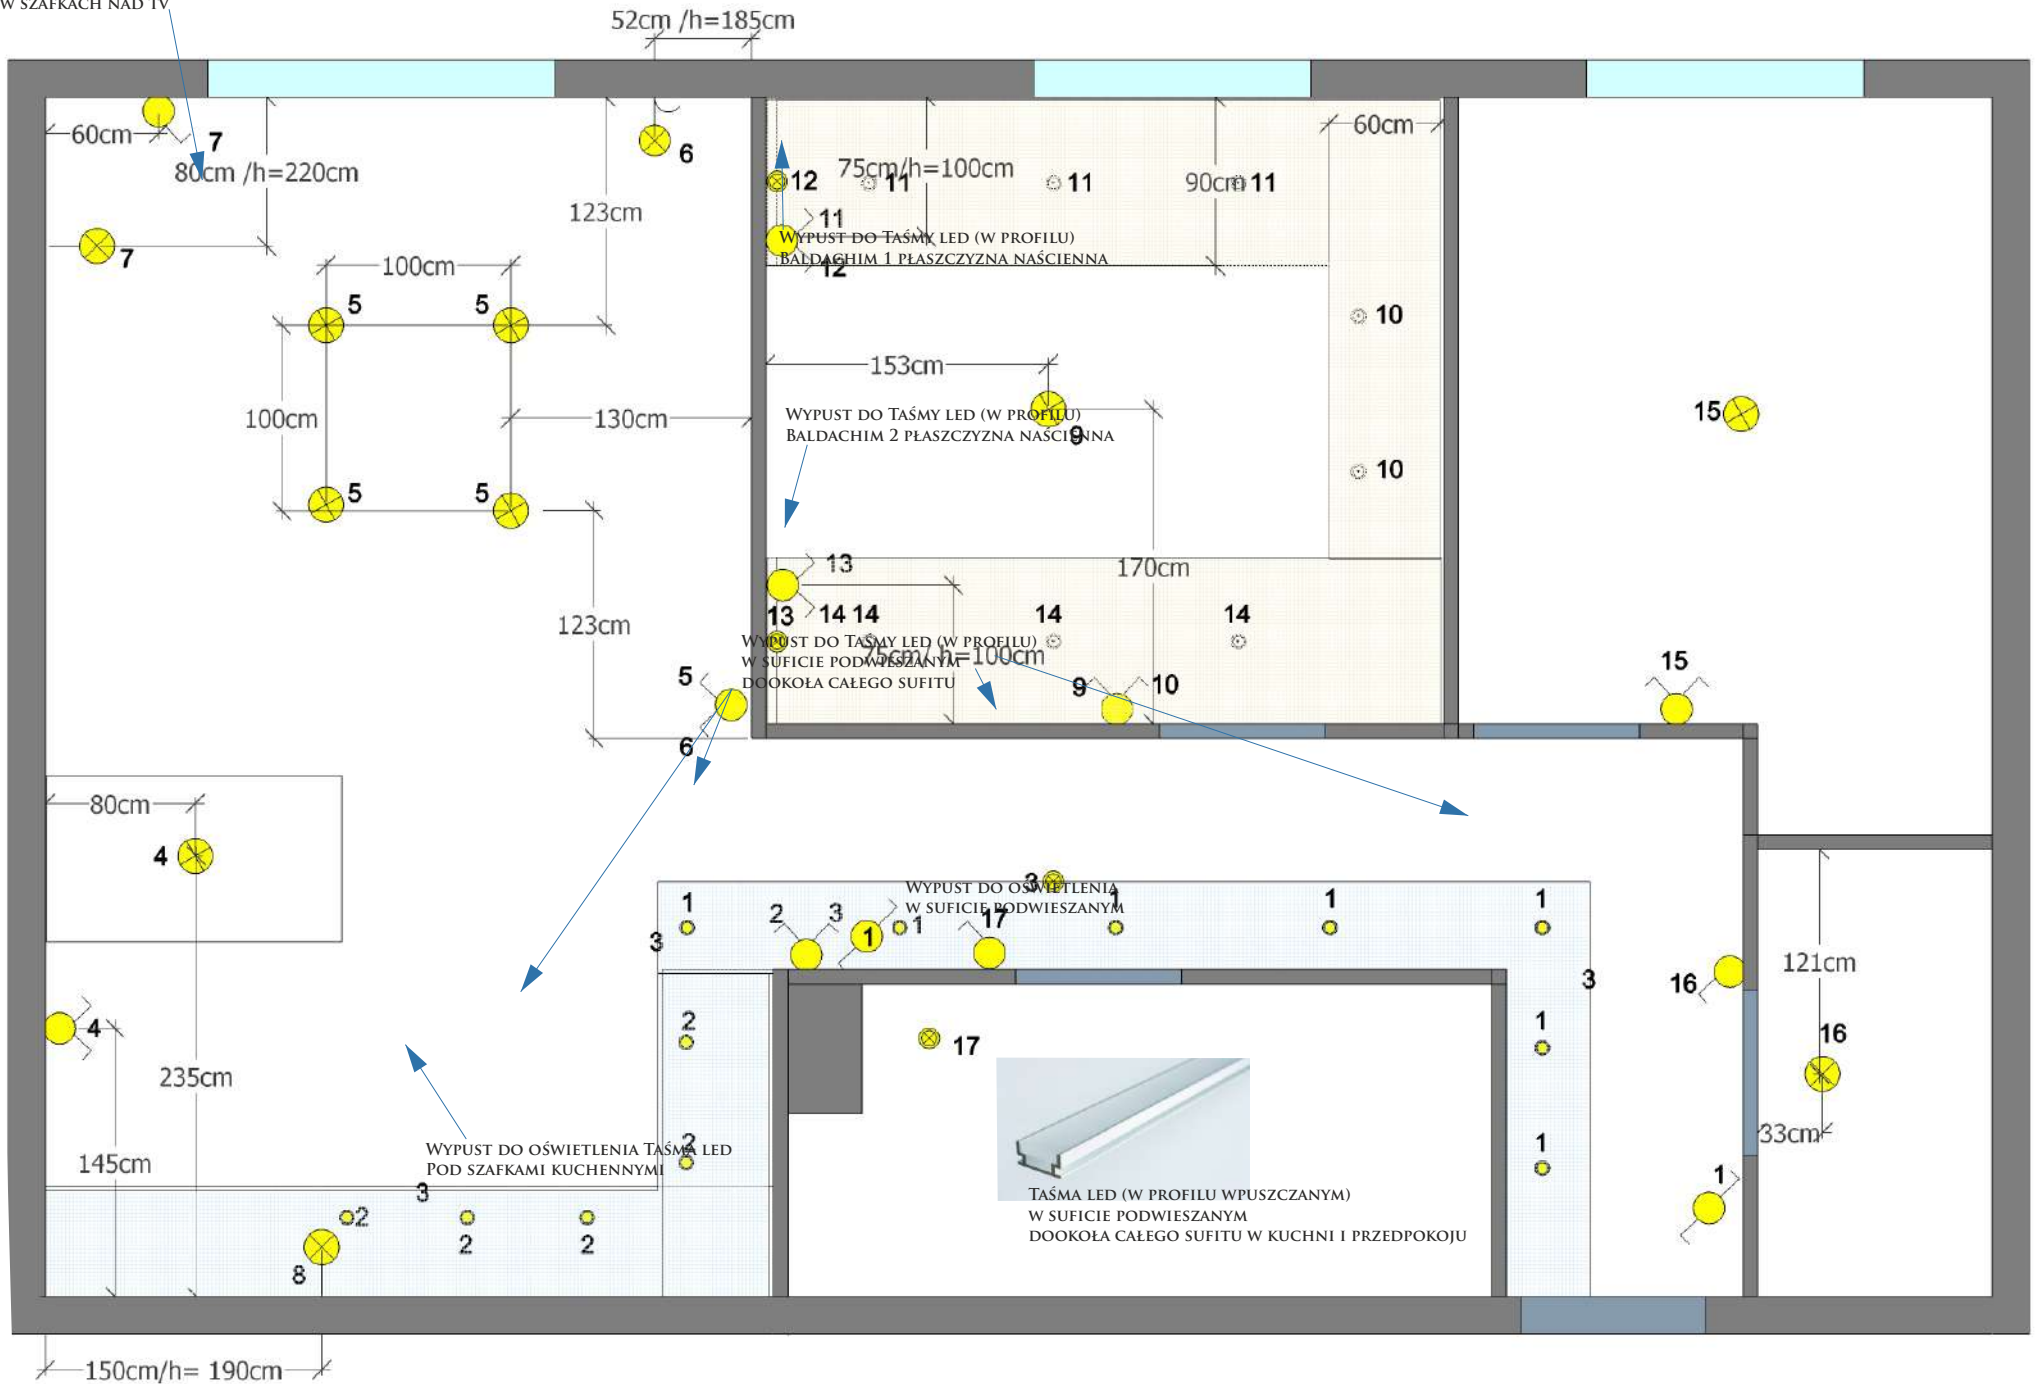 W SZAFKACH NAD TV
52cm /h=185cm
60cm
7
6
60cm
80cm /h=220cm
12
75cm/h=100cm
11
11
90cm
11
123cm
11
7
WYPUST DO TAŚMY LED (W PROFILU)
BALDACHIM 1 PŁASZCZYZNA NAŚCIENNA
12
100cm
5
5
10
153cm
100cm
130cm
WYPUST DO TAŚMY LED (W PROFILU)
BALDACHIM 2 PŁASZCZYZNA NAŚCIENNA
9
15
10
5
5
13
170cm
13
14
14
14
14
123cm
WYPUST DO TAŚMY LED (W PROFILU)
W SUFICIE PODWIESZANYM
DOOKOŁA CAŁEGO SUFITU
75cm/ h=100cm
5
9
10
15
6
80cm
4
3
WYPUST DO OŚWIETLENIA
W SUFICIE PODWIESZANYM
1
2
3
1
1
17
1
1
1
3
4
3
16
121cm
2
17
1
16
235cm
33cm
WYPUST DO OŚWIETLENIA TAŚMA LED
POD SZAFKAMI KUCHENNYMI
2
145cm
1
1
3
TAŚMA LED (W PROFILU WPUSZCZANYM)
W SUFICIE PODWIESZANYM
DOOKOŁA CAŁEGO SUFITU W KUCHNI I PRZEDPOKOJU
2
2
2
8
150cm/h= 190cm